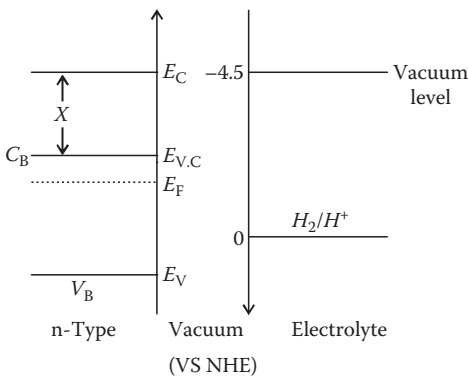 E_C
−4.5
Vacuum
level
X
C_B
E_V.C
E_F
H_2/H^+
0
E_V
V_B
n-Type
Vacuum
Electrolyte
(VS NHE)